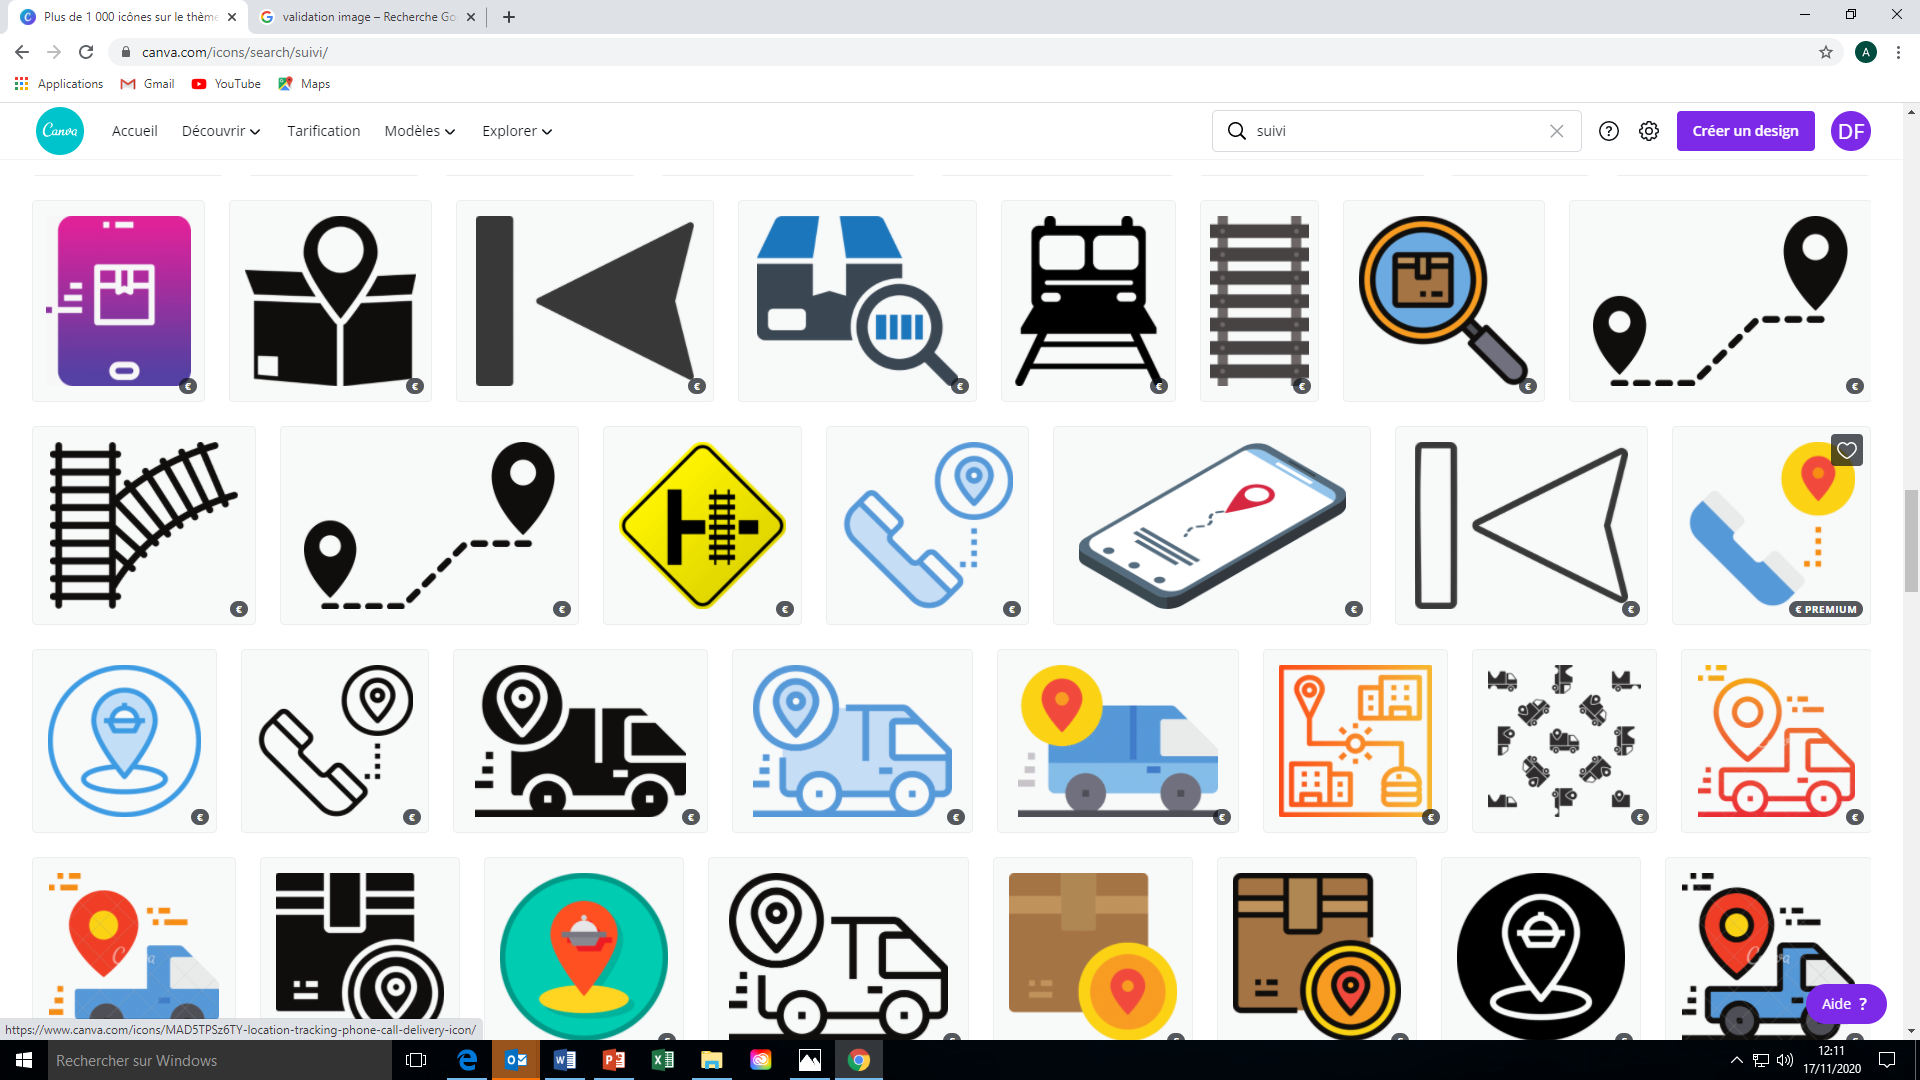 Plus de 1 000 icônes sur le thème
validation image – Recherche Go
canva.com/icons/search/suivi/
A
Applications
Gmail
YouTube
Maps
Canva
Accueil
Découvrir
Tarification
Modèles
Explorer
suivi
Créer un design
DF
€
€
€
€
€
€
€
€
€
€
€
€
€
€
€ PREMIUM
€
€
€
€
€
€
€
€
Aide ?
https://www.canva.com/icons/MAD5TPSz6TY-location-tracking-phone-call-delivery-icon/
Rechercher sur Windows
12:11
17/11/2020